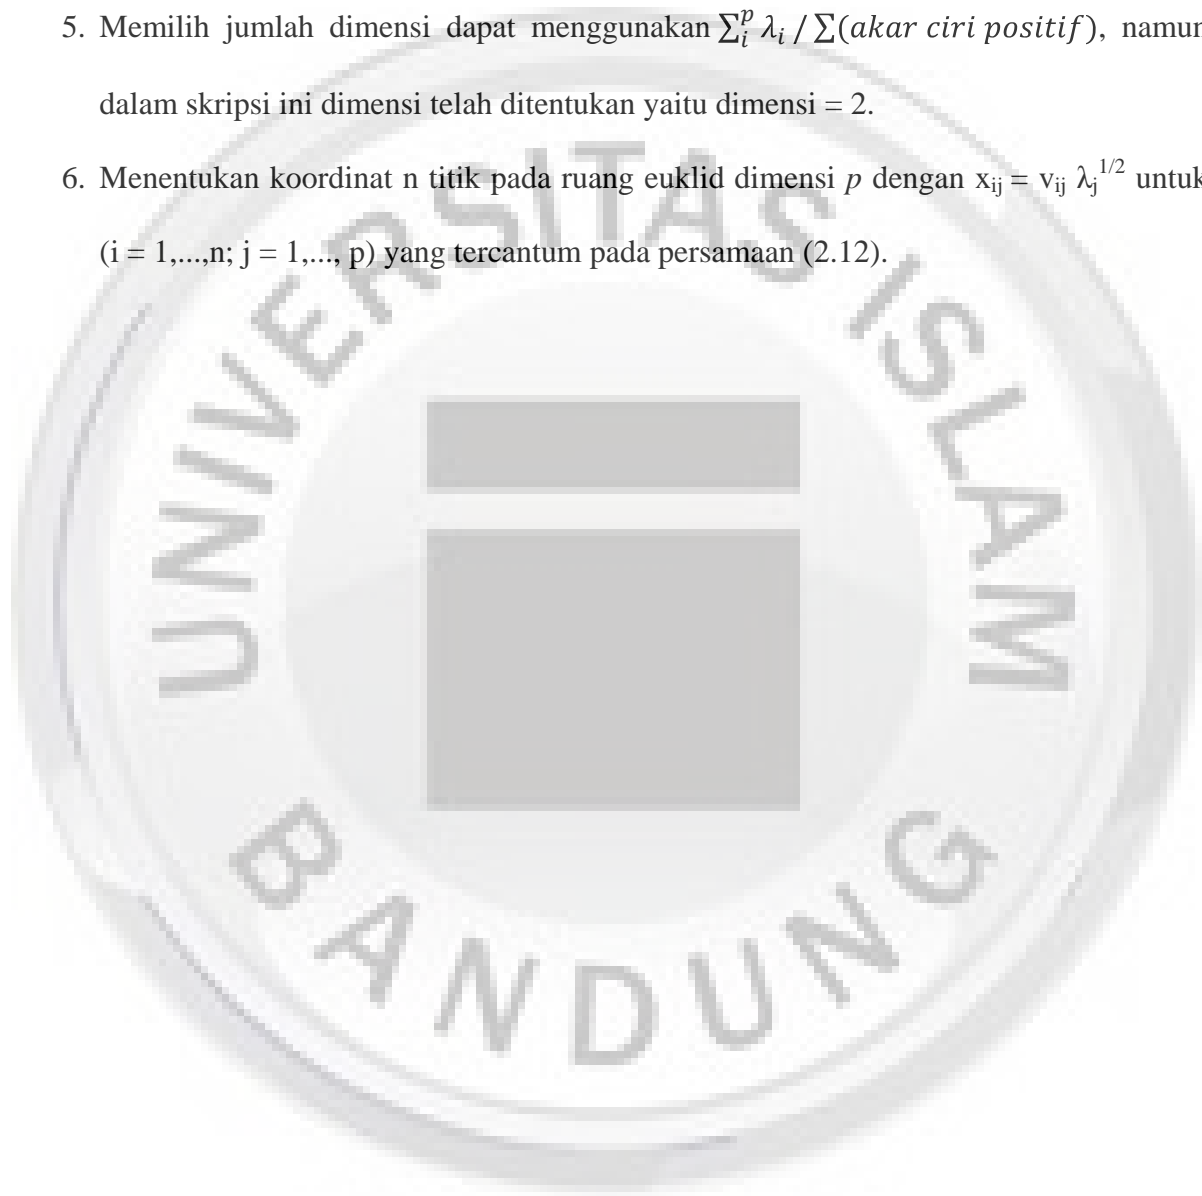 5. Memilih jumlah dimensi dapat menggunakan ∑ᵢᵖ λᵢ / ∑(akar ciri positif), namun
dalam skripsi ini dimensi telah ditentukan yaitu dimensi = 2.
6. Menentukan koordinat n titik pada ruang euklid dimensi p dengan xᵢⱼ = vᵢⱼ λⱼ^1/2 untuk
(i = 1,...,n; j = 1,..., p) yang tercantum pada persamaan (2.12).
UNIVERSITAS ISLAM
BANDUNG